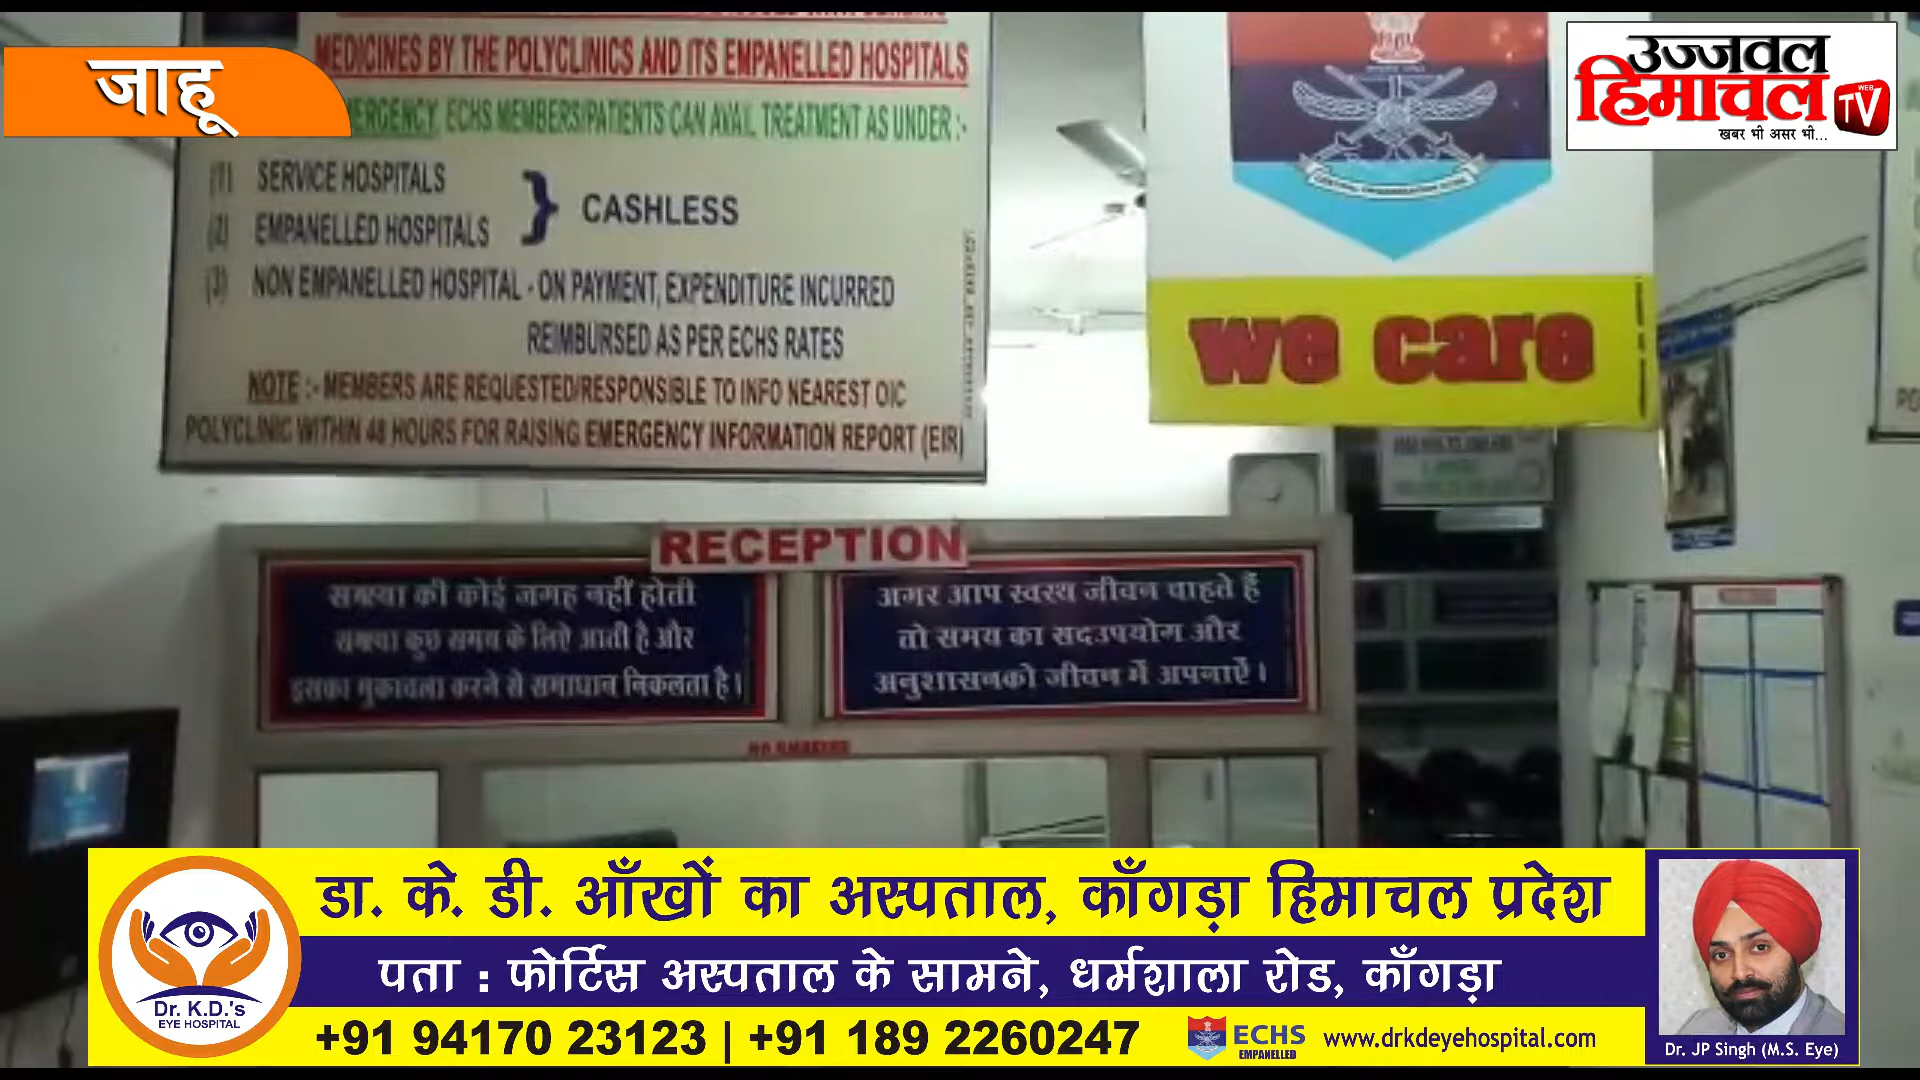 जाहू
उज्जवल
हिमाचल
WEB
TV
खबर भी असर भी...
MEDICINES BY THE POLYCLINICS AND ITS EMPANELLED HOSPITALS
EMERGENCY, ECHS MEMBERS/PATIENTS CAN AVAIL TREATMENT AS UNDER :-
(1) SERVICE HOSPITALS
(2) EMPANELLED HOSPITALS
} CASHLESS
(3) NON EMPANELLED HOSPITAL - ON PAYMENT, EXPENDITURE INCURRED
REIMBURSED AS PER ECHS RATES
NOTE :- MEMBERS ARE REQUESTED/RESPONSIBLE TO INFO NEAREST OIC
POLYCLINIC WITHIN 48 HOURS FOR RAISING EMERGENCY INFORMATION REPORT (EIR)
we care
RECEPTION
समस्या की कोई जगह नहीं होती
समस्या कुछ समय के लिऐ आती है और
इसका मुकावला करने से समाधान निकलता है।
अगर आप स्वस्थ जीवन चाहते हैं
तो समय का सदउपयोग और
अनुशासनको जीवन में अपनाऐं।
NO SMOKING
डा. के. डी. आँखों का अस्पताल, काँगड़ा हिमाचल प्रदेश
पता : फोर्टिस अस्पताल के सामने, धर्मशाला रोड, काँगड़ा
+91 94170 23123 | +91 189 2260247
ECHS
EMPANELLED
www.drkdeyehospital.com
Dr. K.D.'s
EYE HOSPITAL
Dr. JP Singh (M.S. Eye)